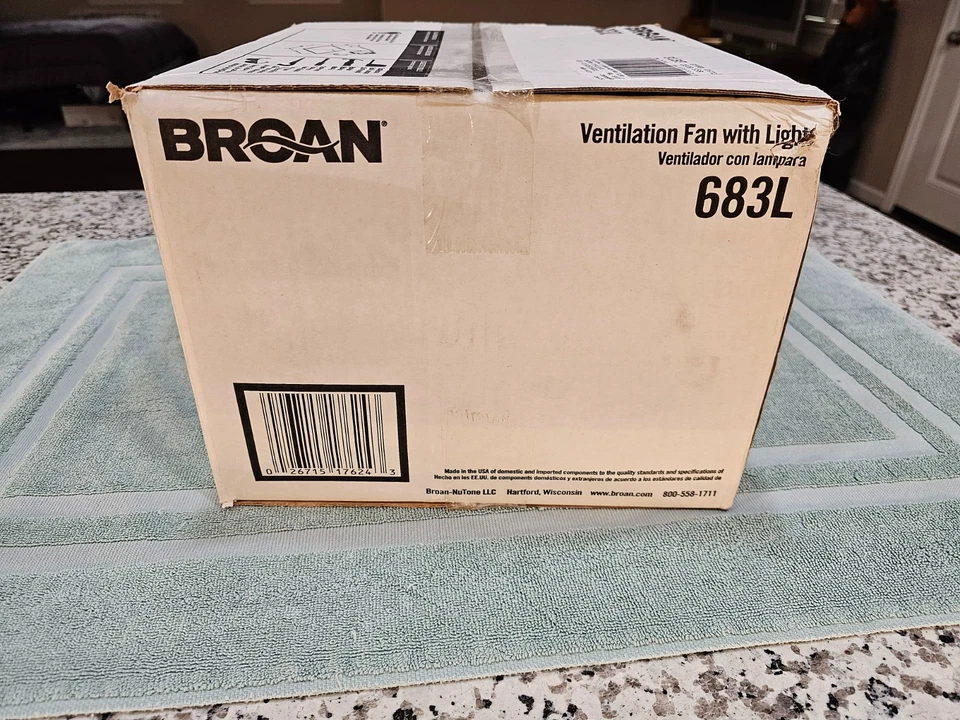 BROAN
BROAN®
Ventilation Fan with Light
Ventilador con lampara
683L
0 26715 17624 3
Made in the USA of domestic and imported components to the quality standards and specifications of
Hecho en los EE.UU. de componentes domésticos y extranjeros de acuerdo a los estándares de calidad de
Broan-NuTone LLC Hartford, Wisconsin www.broan.com 800-558-1711